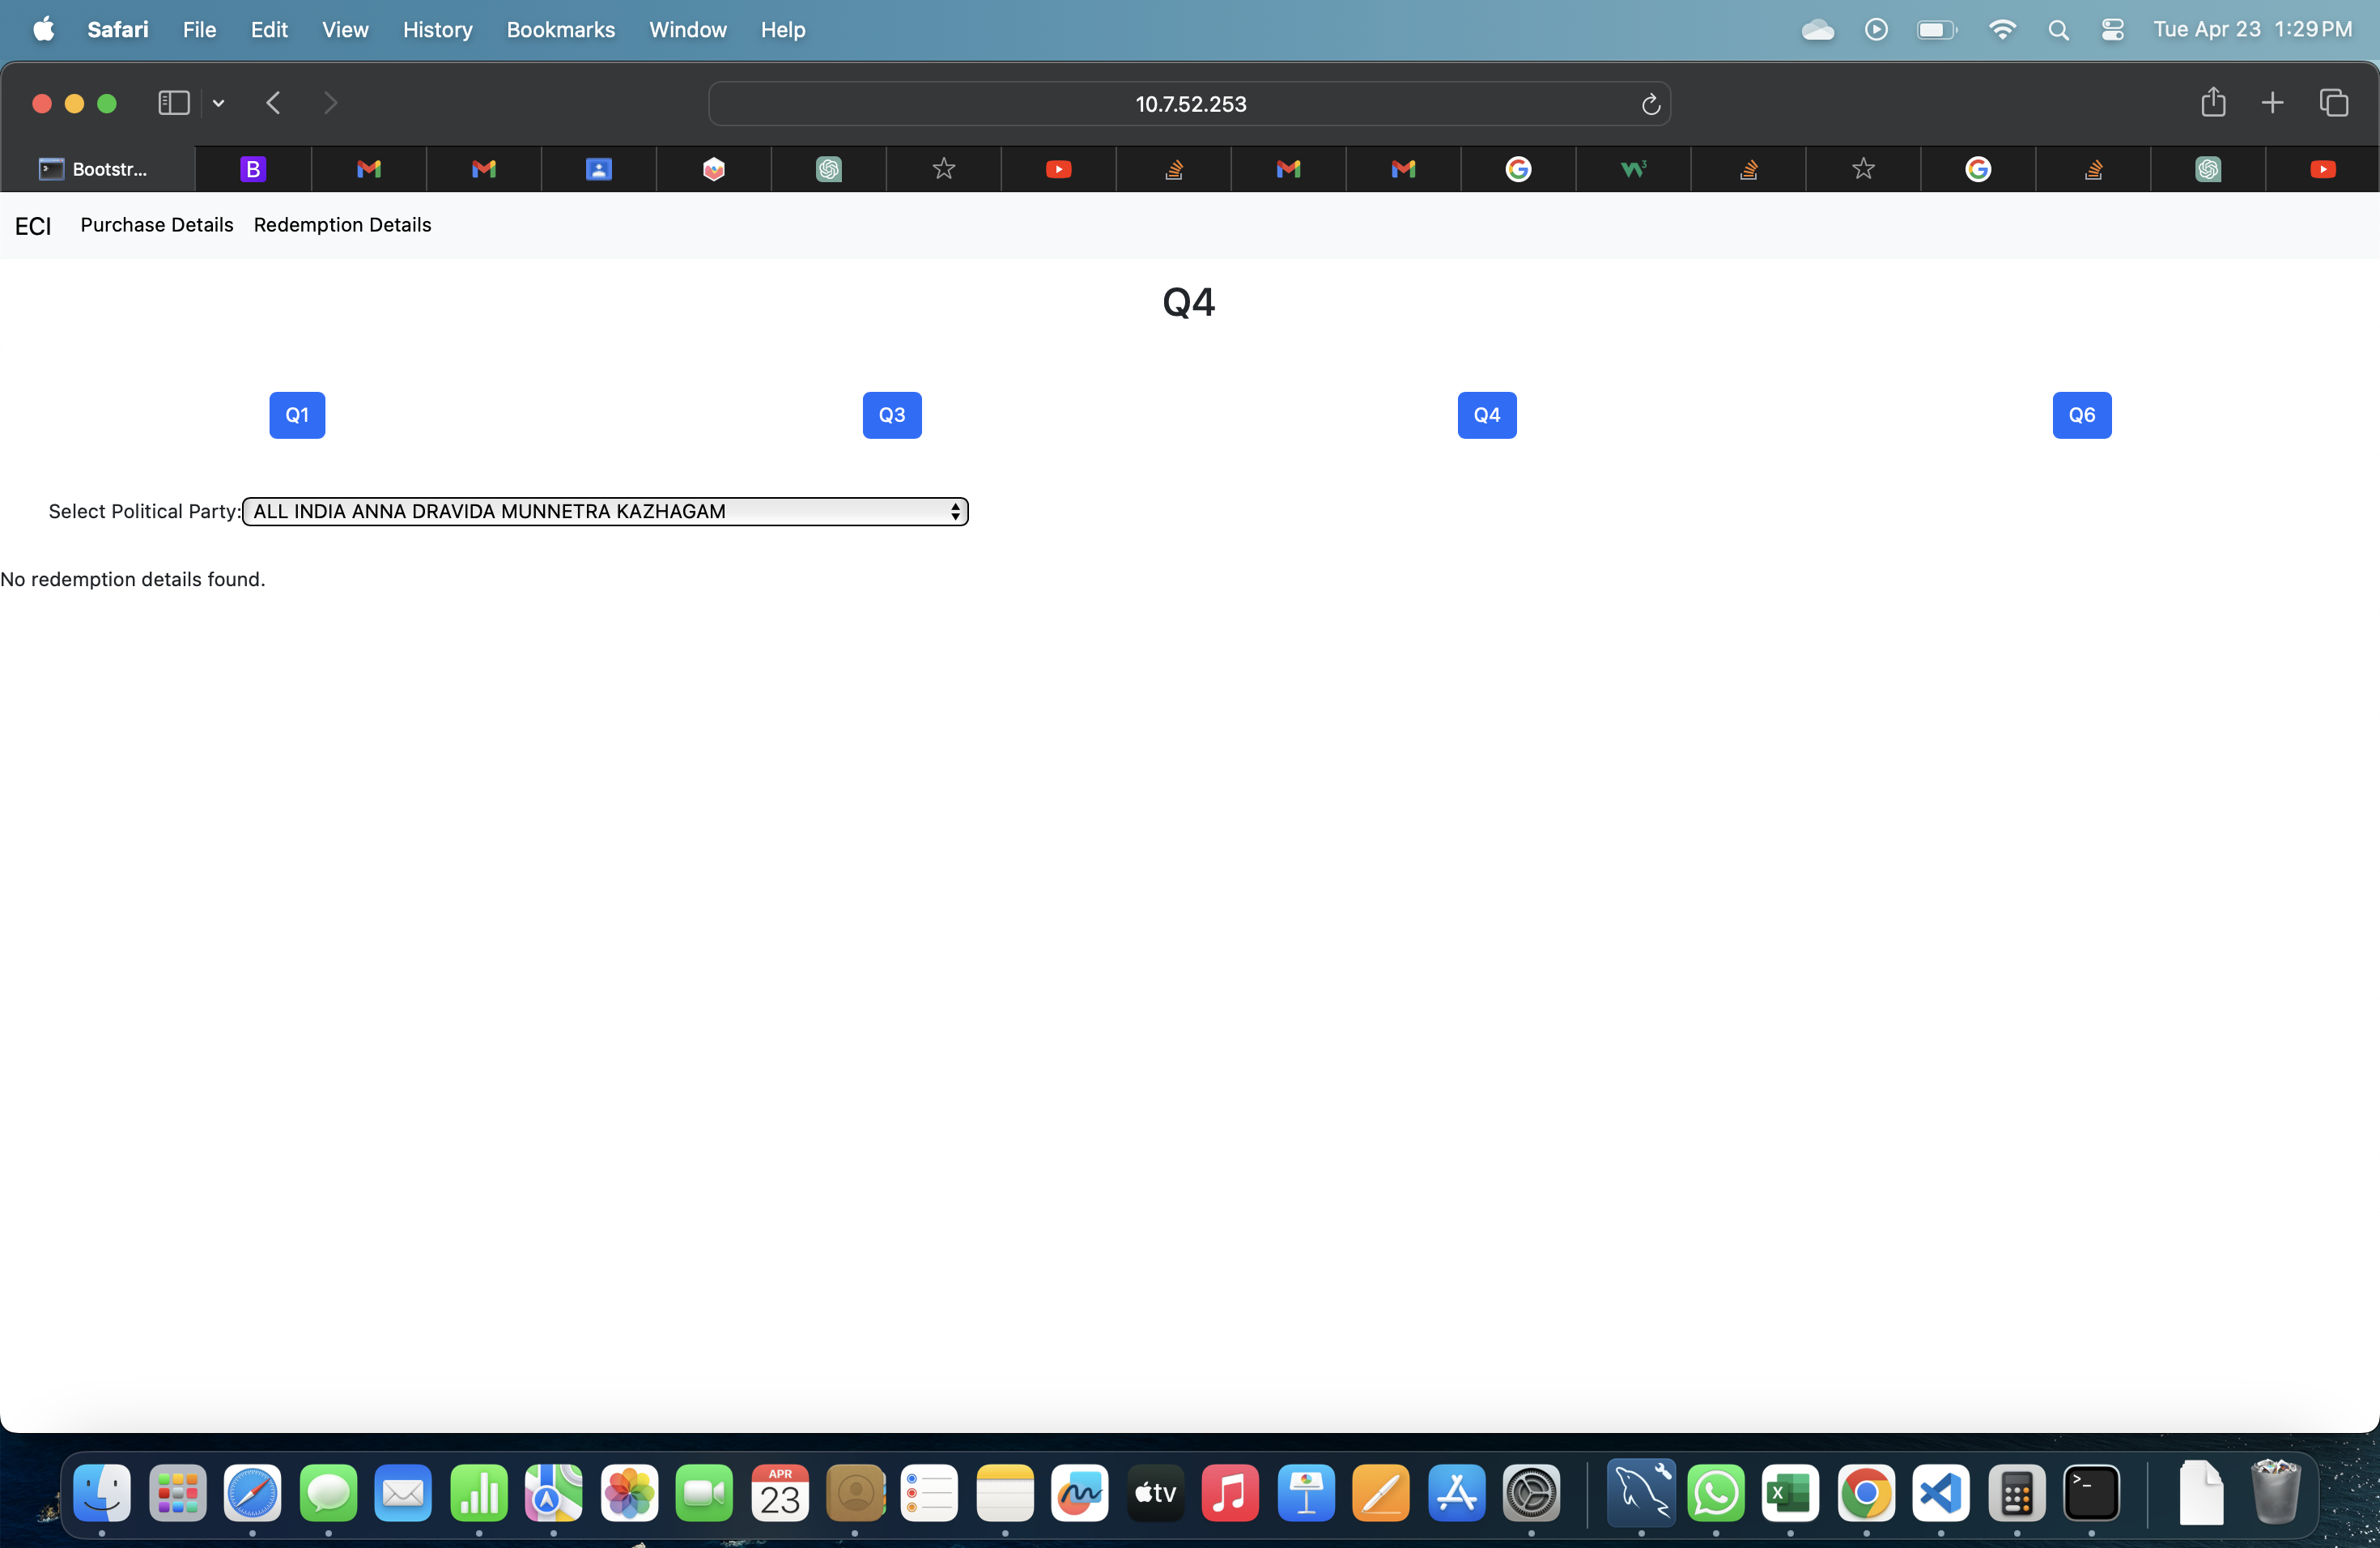 Safari File Edit View History Bookmarks Window Help Tue Apr 23 1:29 PM
10.7.52.253
Bootstr... B
ECI Purchase Details Redemption Details
Q4
Q1 Q3 Q4 Q6
Select Political Party: ALL INDIA ANNA DRAVIDA MUNNETRA KAZHAGAM
No redemption details found.
APR
23
tv
X